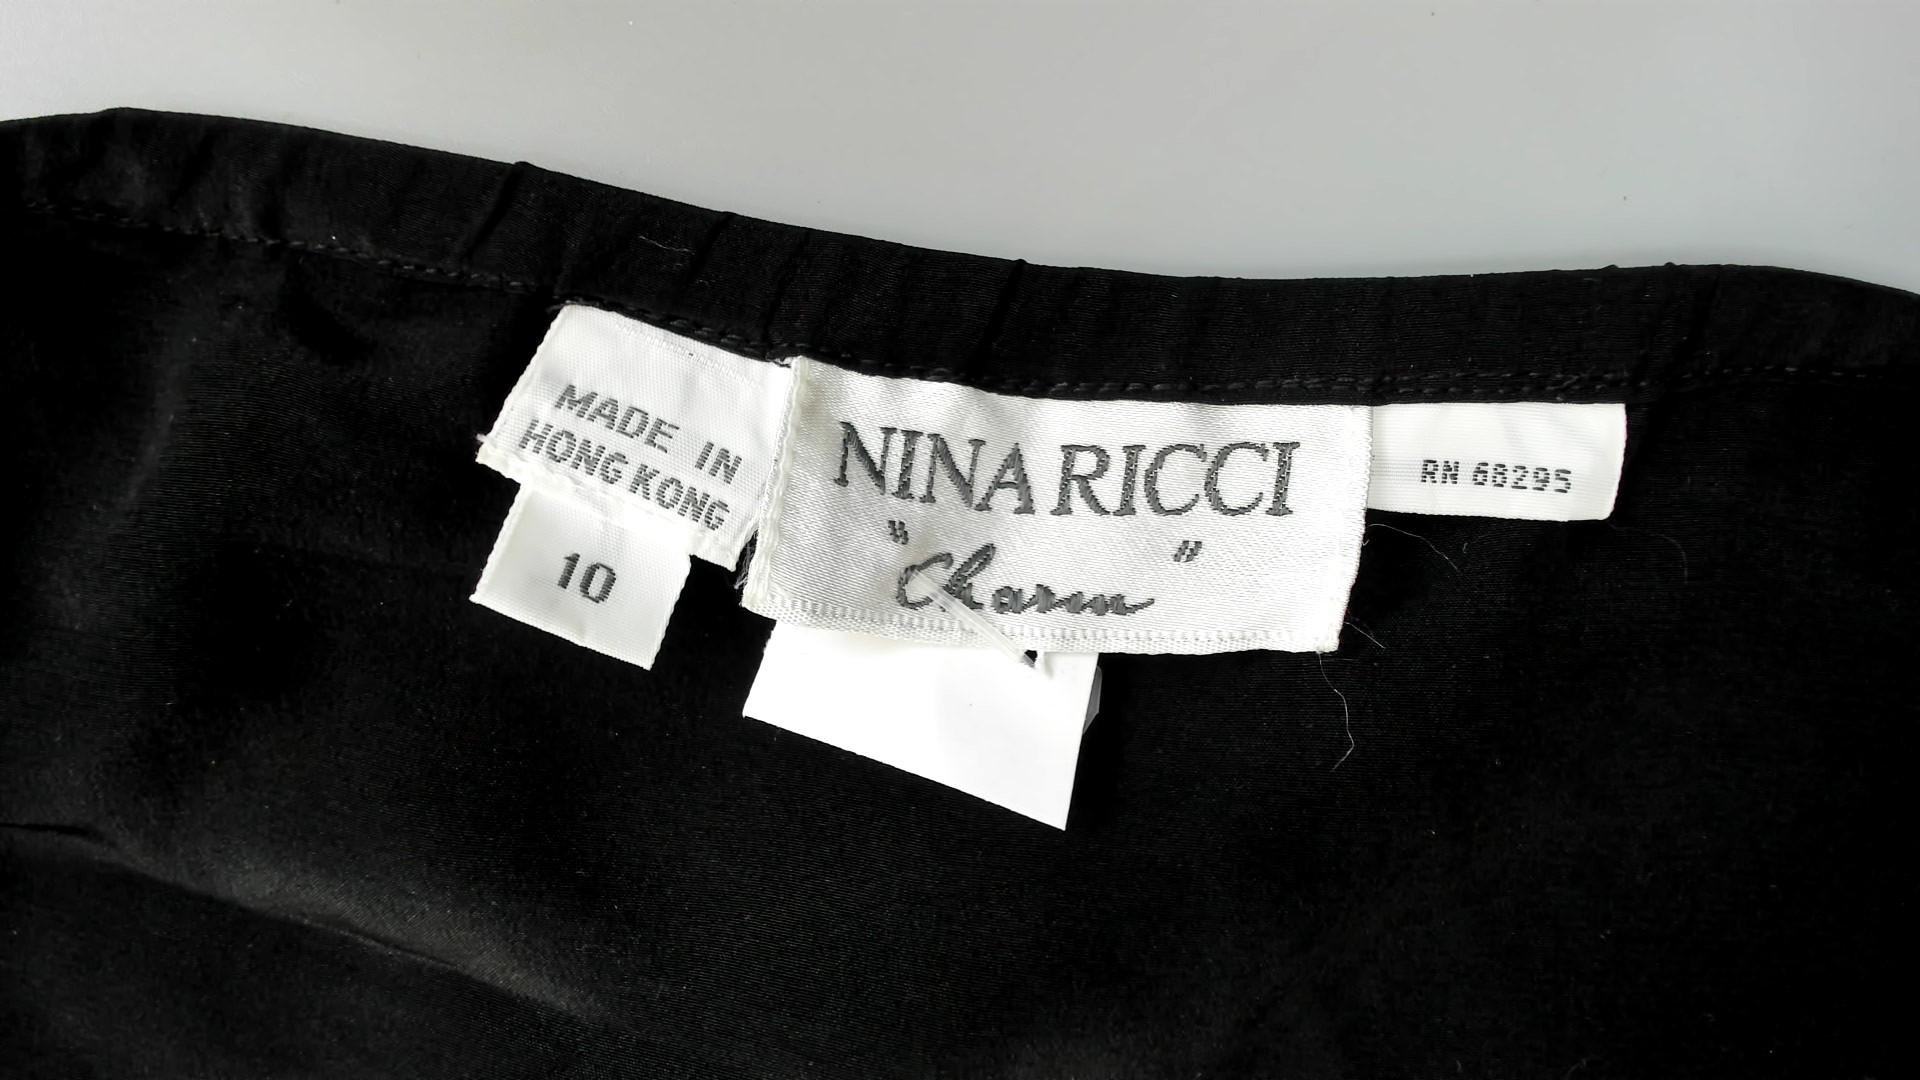 MADE IN
HONG KONG
10
NINA RICCI
"Charm"
RN 68295